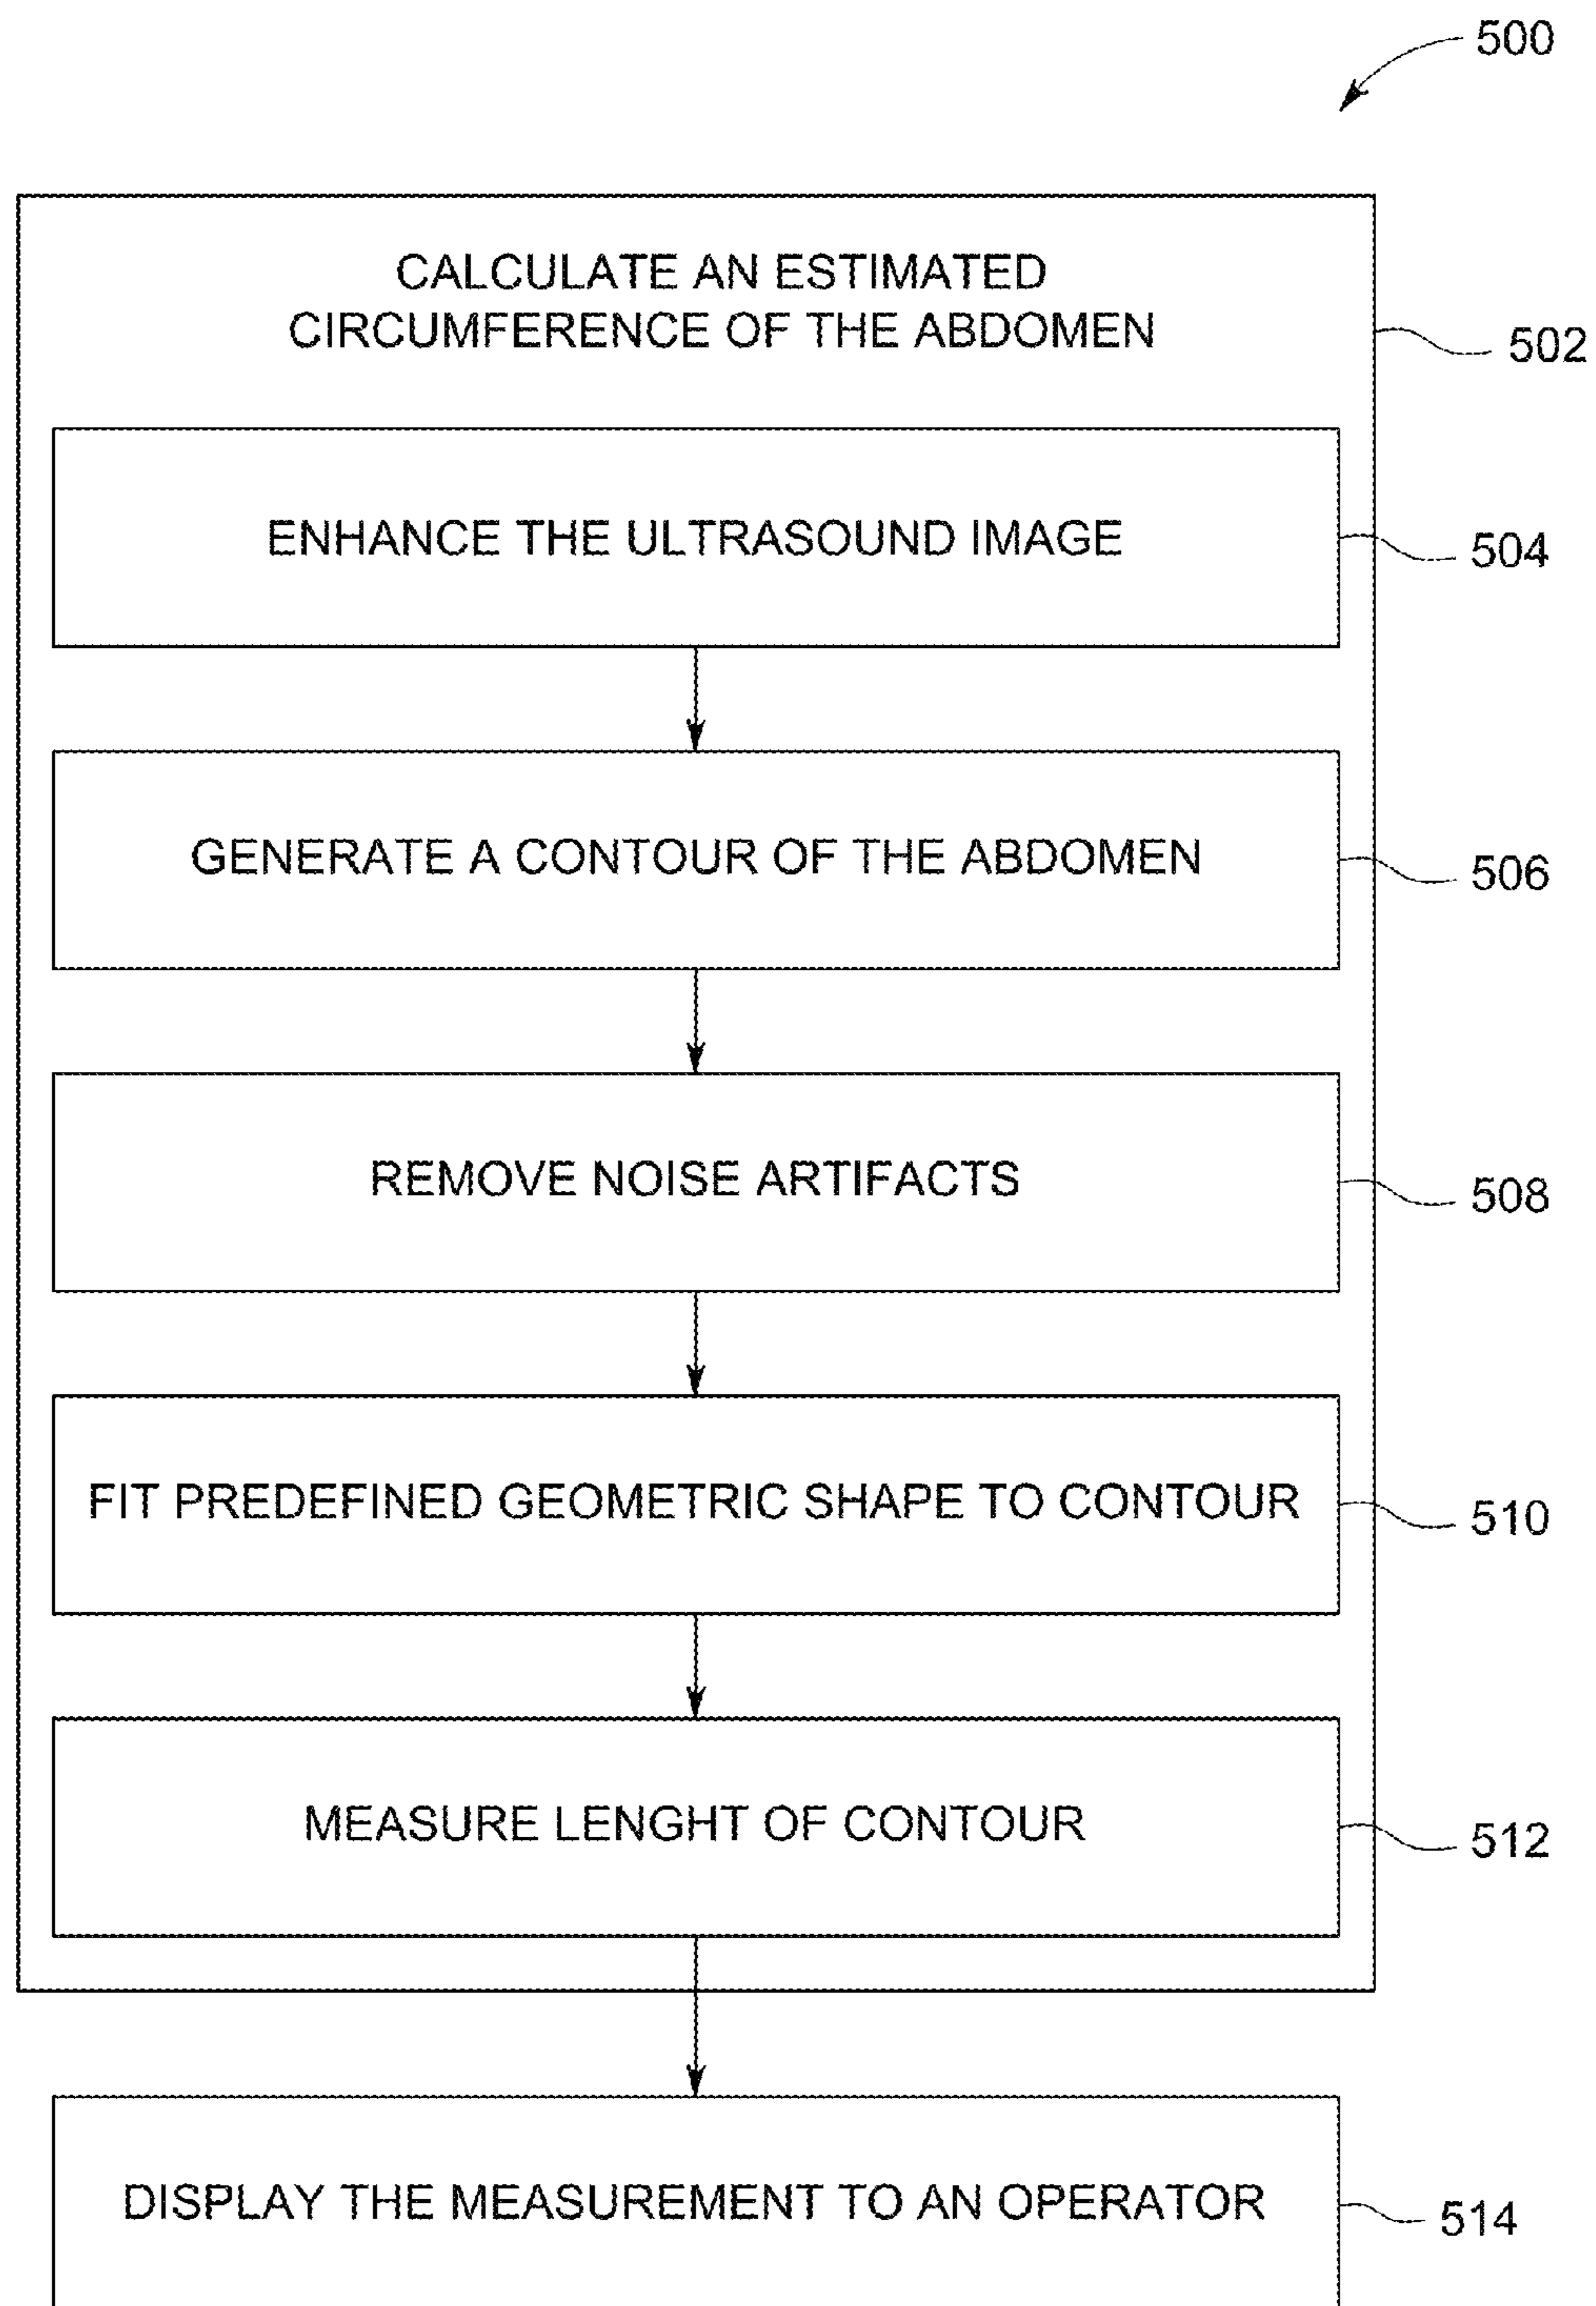 500
CALCULATE AN ESTIMATED
CIRCUMFERENCE OF THE ABDOMEN
502
ENHANCE THE ULTRASOUND IMAGE
504
GENERATE A CONTOUR OF THE ABDOMEN
506
REMOVE NOISE ARTIFACTS
508
FIT PREDEFINED GEOMETRIC SHAPE TO CONTOUR
510
MEASURE LENGHT OF CONTOUR
512
DISPLAY THE MEASUREMENT TO AN OPERATOR
514